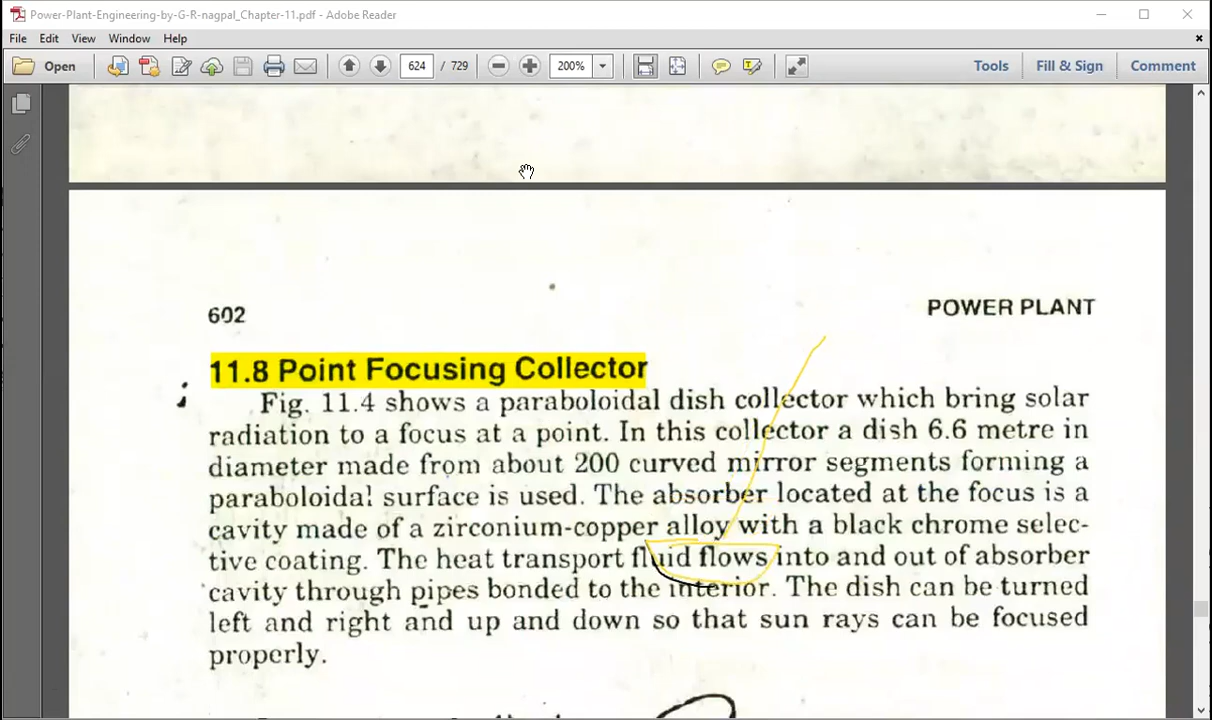 Power-Plant-Engineering-by-G-R-nagpal_Chapter-11.pdf - Adobe Reader
File Edit View Window Help
Open 624 / 729 200% Tools Fill & Sign Comment
602 POWER PLANT
11.8 Point Focusing Collector
Fig. 11.4 shows a paraboloidal dish collector which bring solar
radiation to a focus at a point. In this collector a dish 6.6 metre in
diameter made from about 200 curved mirror segments forming a
paraboloidal surface is used. The absorber located at the focus is a
cavity made of a zirconium-copper alloy with a black chrome selec-
tive coating. The heat transport fluid flows into and out of absorber
cavity through pipes bonded to the interior. The dish can be turned
left and right and up and down so that sun rays can be focused
properly.